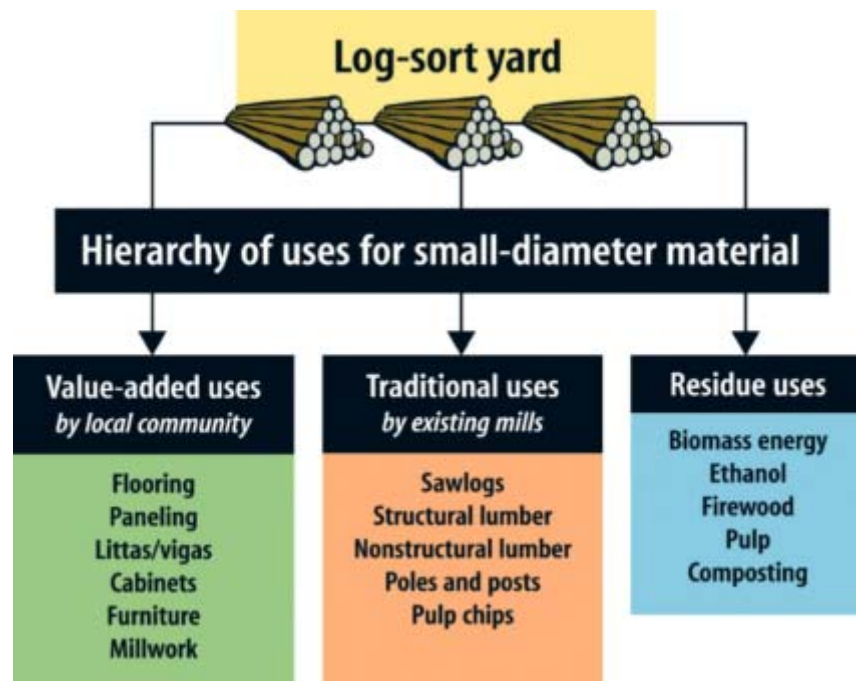 Log-sort yard
Hierarchy of uses for small-diameter material
Value-added uses
by local community
Flooring
Paneling
Littas/vigas
Cabinets
Furniture
Millwork
Traditional uses
by existing mills
Sawlogs
Structural lumber
Nonstructural lumber
Poles and posts
Pulp chips
Residue uses
Biomass energy
Ethanol
Firewood
Pulp
Composting